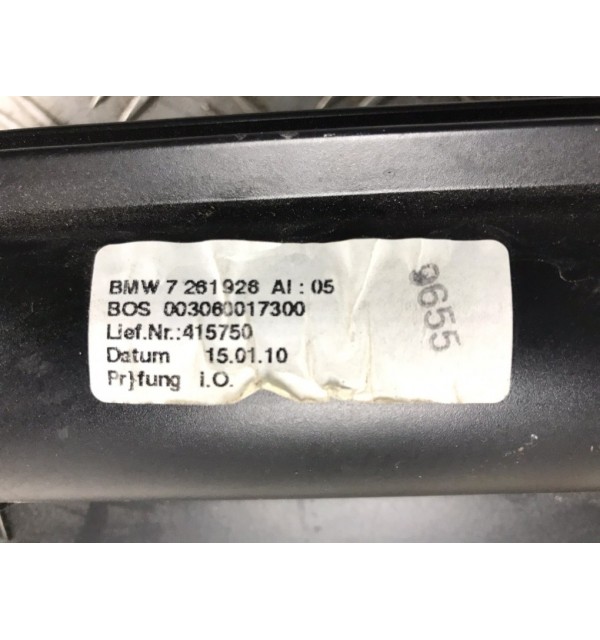 BMW 7 261928 AI : 05
BOS 003060017300
Lief.Nr.:415750
Datum 15.01.10
Pr}fung i.O.
9655